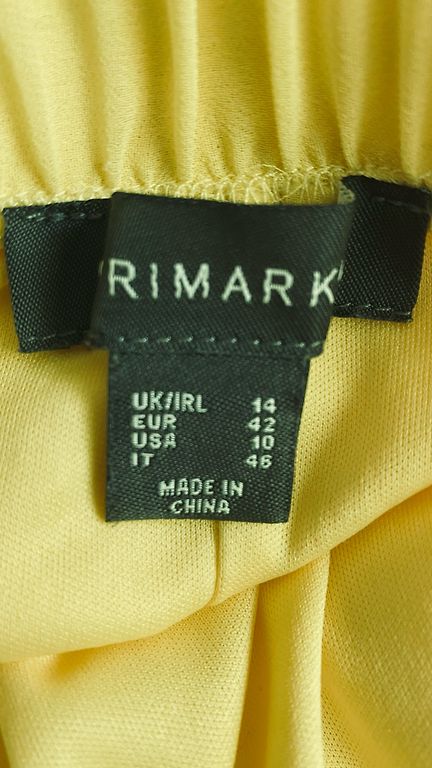 PRIMARK
UK/IRL 14
EUR 42
USA 10
IT 46
MADE IN
CHINA